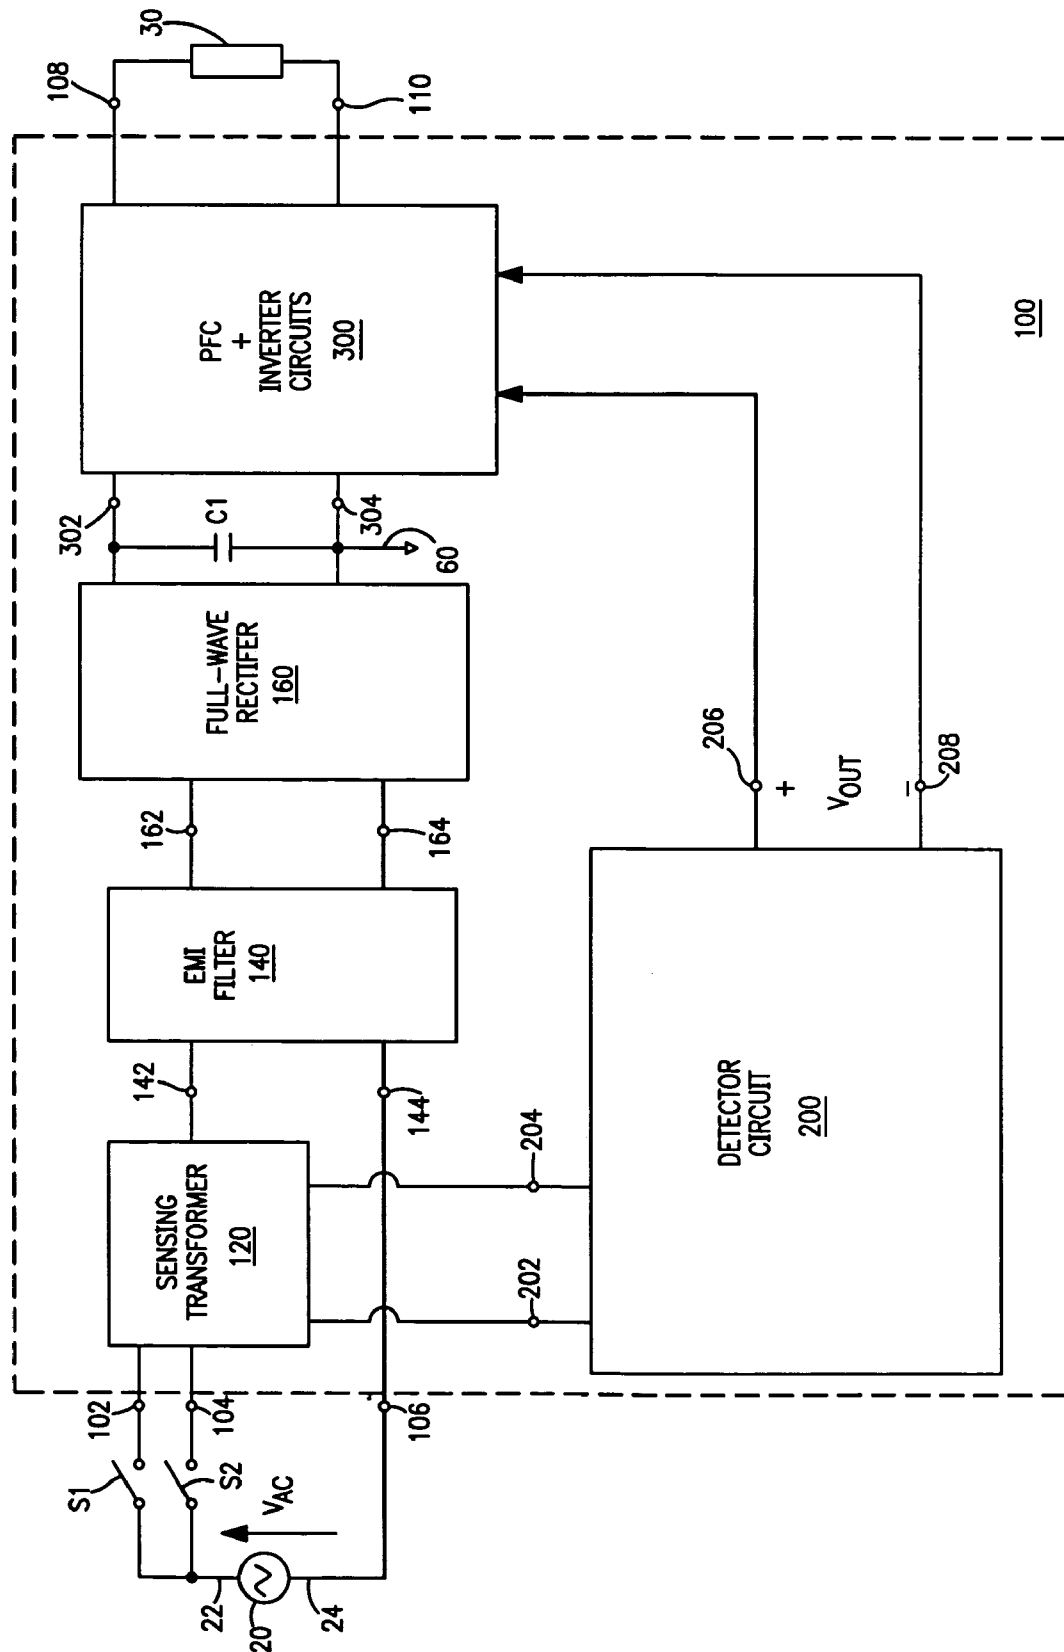 S1
S2
102
104
106
22
24
20
VAC
SENSING
TRANSFORMER
120
142
144
EMI
FILTER
140
162
164
FULL-WAVE
RECTIFER
160
302
C1
304
60
PFC
+
INVERTER
CIRCUITS
300
108
110
30
202
204
DETECTOR
CIRCUIT
200
206
+
VOUT
−
208
100